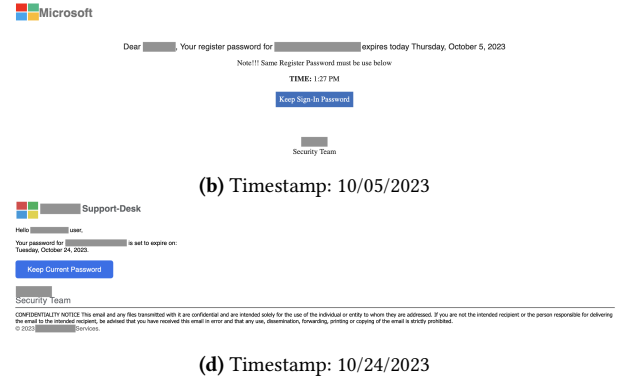 Microsoft
Dear , Your register password for expires today Thursday, October 5, 2023
Note!!! Same Register Password must be use below
TIME: 1:27 PM
Keep Sign-In Password
Security Team
(b) Timestamp: 10/05/2023
Support-Desk
Hello user,
Your password for is set to expire on:
Tuesday, October 24, 2023.
Keep Current Password
Security Team
CONFIDENTIALITY NOTICE This email and any files transmitted with it are confidential and are intended solely for the use of the individual or entity to whom they are addressed. If you are not the intended recipient or the person responsible for delivering
the email to the intended recipient, be advised that you have received this email in error and that any use, dissemination, forwarding, printing or copying of the email is strictly prohibited.
© 2023 Services.
(d) Timestamp: 10/24/2023